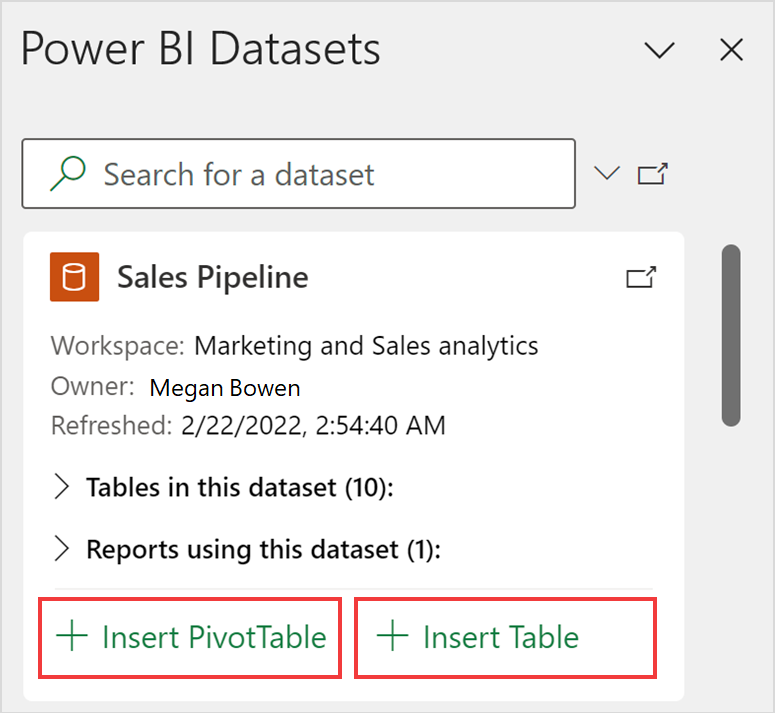 Power BI Datasets
Search for a dataset
Sales Pipeline
Workspace: Marketing and Sales analytics
Owner: Megan Bowen
Refreshed: 2/22/2022, 2:54:40 AM
Tables in this dataset (10):
Reports using this dataset (1):
Insert PivotTable Insert Table